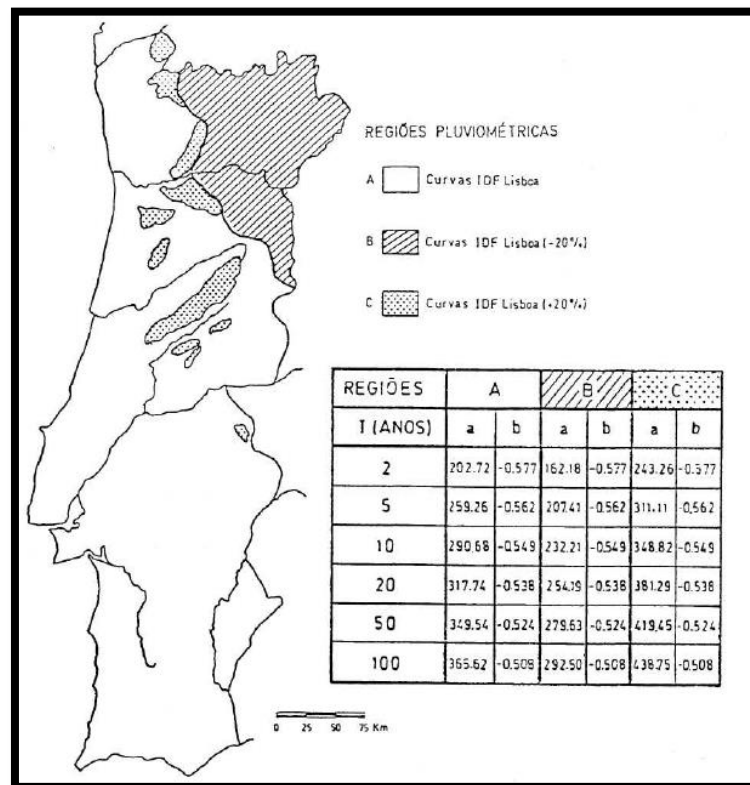 REGIÕES PLUVIOMÉTRICAS
A Curvas IDF Lisboa
B Curvas IDF Lisboa (-20%)
C Curvas IDF Lisboa (+20%)
REGIÕES A B C
T (ANOS) a b a b a b
2 202.72 -0.577 162.18 -0.577 243.26 -0.577
5 259.26 -0.562 207.41 -0.562 311.11 -0,562
10 290.68 -0.549 232.21 -0.549 348.82 -0.549
20 317.74 -0.538 254.19 -0.538 381.29 -0.538
50 349.54 -0.524 279.63 -0.524 419.45 -0.524
100 365.62 -0.508 292.50 -0.508 438.75 -0.508
0 25 50 75 Km